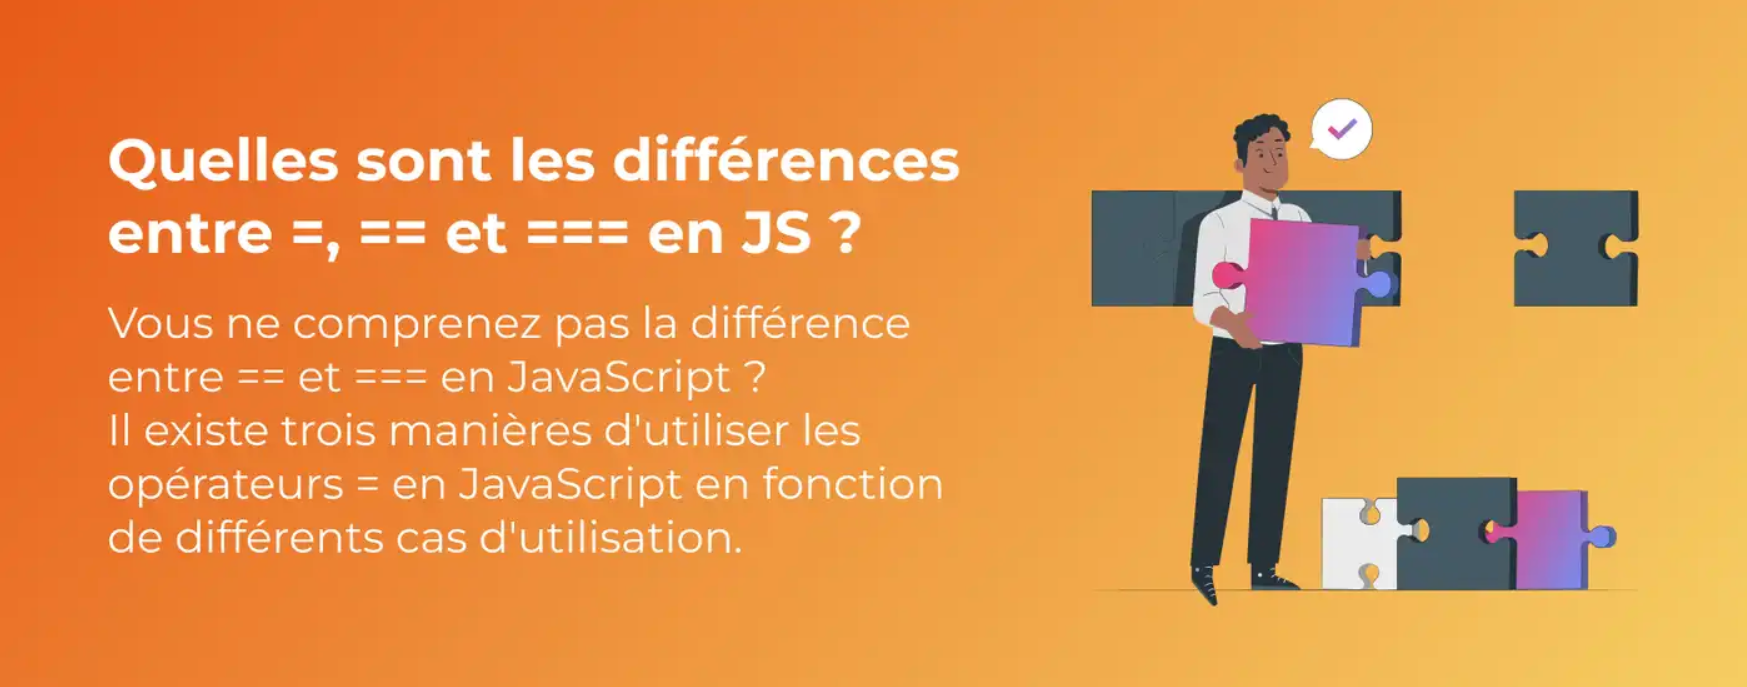 Quelles sont les différences
entre =, == et === en JS ?
Vous ne comprenez pas la différence
entre == et === en JavaScript ?
Il existe trois manières d'utiliser les
opérateurs = en JavaScript en fonction
de différents cas d'utilisation.